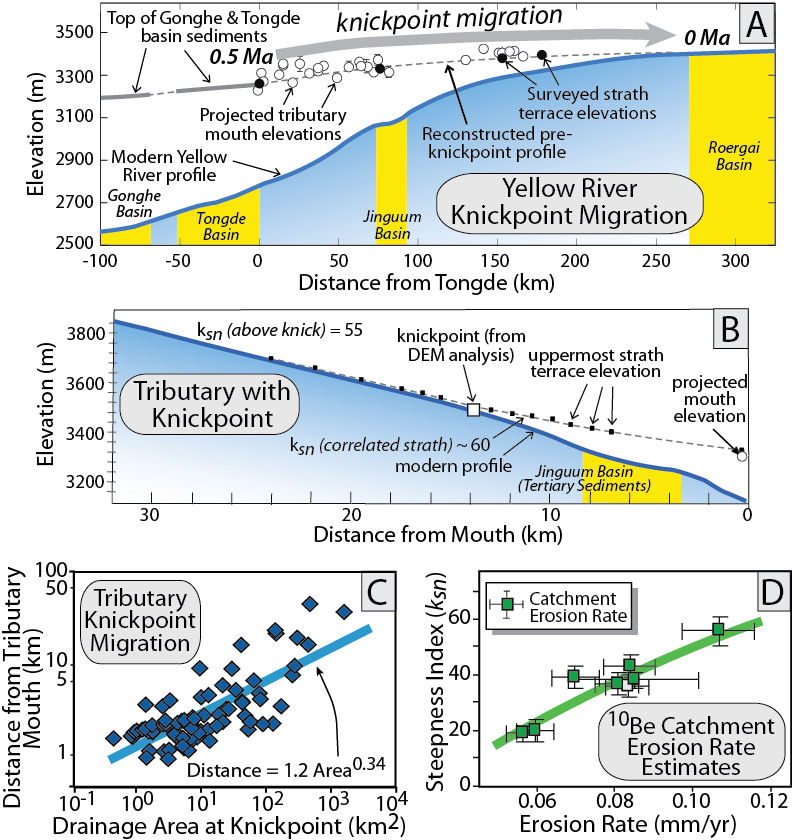 A
knickpoint migration
Top of Gonghe & Tongde
basin sediments
0.5 Ma
0 Ma
Projected tributary
mouth elevations
Surveyed strath
terrace elevations
Reconstructed pre-
knickpoint profile
Modern Yellow
River profile
Roergai
Basin
Yellow River
Knickpoint Migration
Gonghe
Basin
Tongde
Basin
Jinguum
Basin
Elevation (m)
3500
3300
3100
2900
2700
2500
-100
-50
0
50
100
150
200
250
300
Distance from Tongde (km)
B
ksn (above knick) = 55
knickpoint (from
DEM analysis)
uppermost strath
terrace elevation
projected
mouth
elevation
Tributary with
Knickpoint
ksn (correlated strath) ~ 60
modern profile
Jinguum Basin
(Tertiary Sediments)
Elevation (m)
3800
3600
3400
3200
30
20
10
0
Distance from Mouth (km)
C
Tributary
Knickpoint
Migration
Distance = 1.2 Area0.34
Distance from Tributary
Mouth (km)
100
50
10
5
1
10-1
100
101
102
103
104
Drainage Area at Knickpoint (km2)
D
Catchment
Erosion Rate
10Be Catchment
Erosion Rate
Estimates
Steepness Index (ksn)
60
40
20
0
0.06
0.08
0.10
0.12
Erosion Rate (mm/yr)